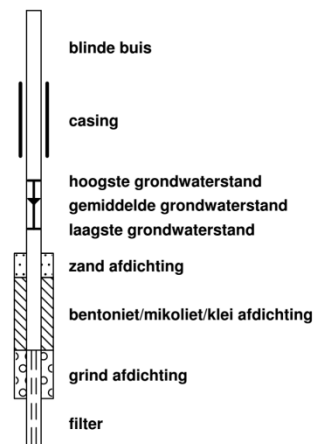 blinde buis
casing
hoogste grondwaterstand
gemiddelde grondwaterstand
laagste grondwaterstand
zand afdichting
bentoniet/mikoliet/klei afdichting
grind afdichting
filter